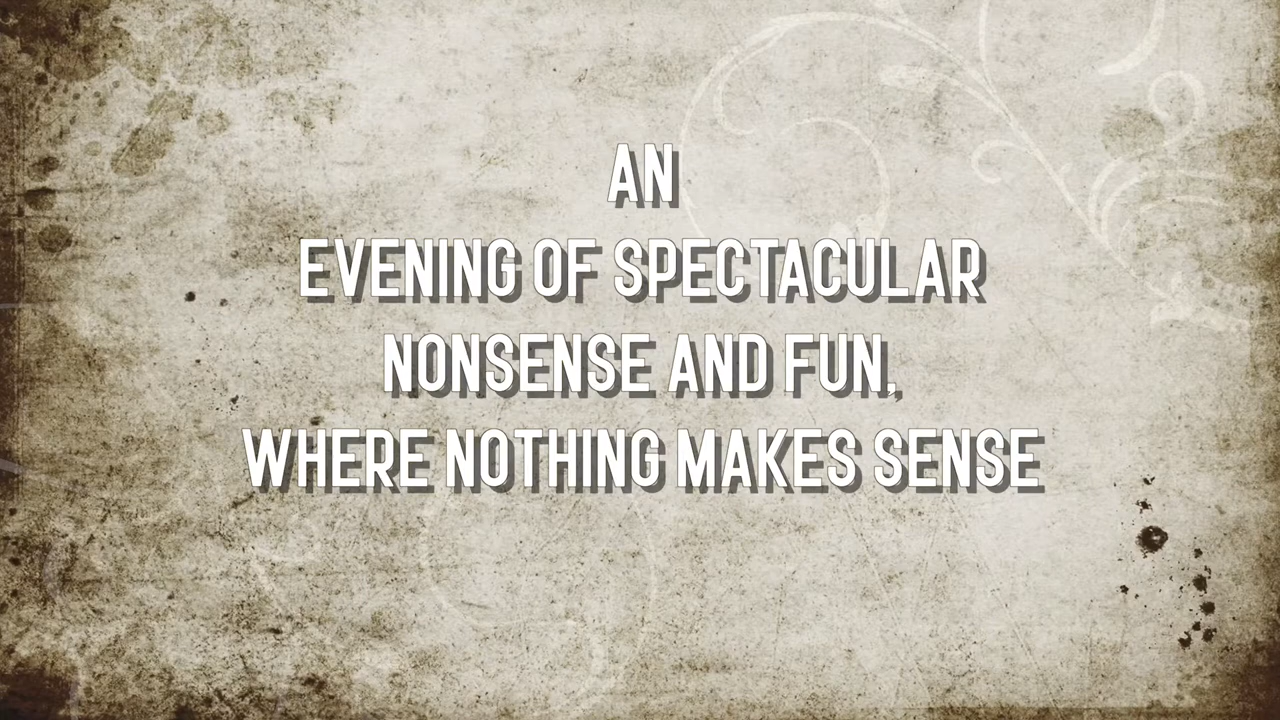 AN
EVENING OF SPECTACULAR
NONSENSE AND FUN,
WHERE NOTHING MAKES SENSE